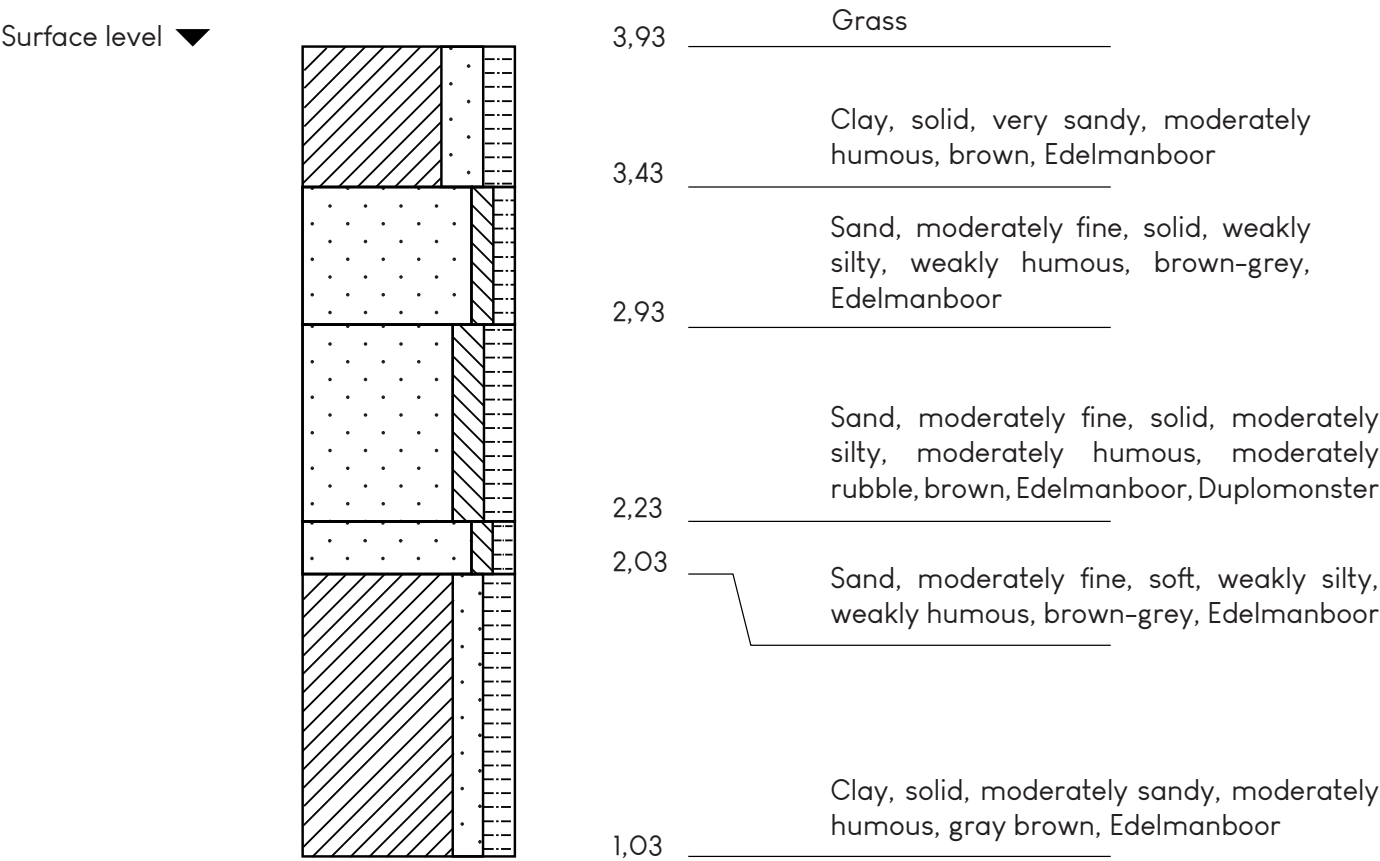 Surface level
3,93
Grass
Clay, solid, very sandy, moderately
humous, brown, Edelmanboor
3,43
Sand, moderately fine, solid, weakly
silty, weakly humous, brown-grey,
Edelmanboor
2,93
Sand, moderately fine, solid, moderately
silty, moderately humous, moderately
rubble, brown, Edelmanboor, Duplomonster
2,23
2,03
Sand, moderately fine, soft, weakly silty,
weakly humous, brown-grey, Edelmanboor
Clay, solid, moderately sandy, moderately
humous, gray brown, Edelmanboor
1,03